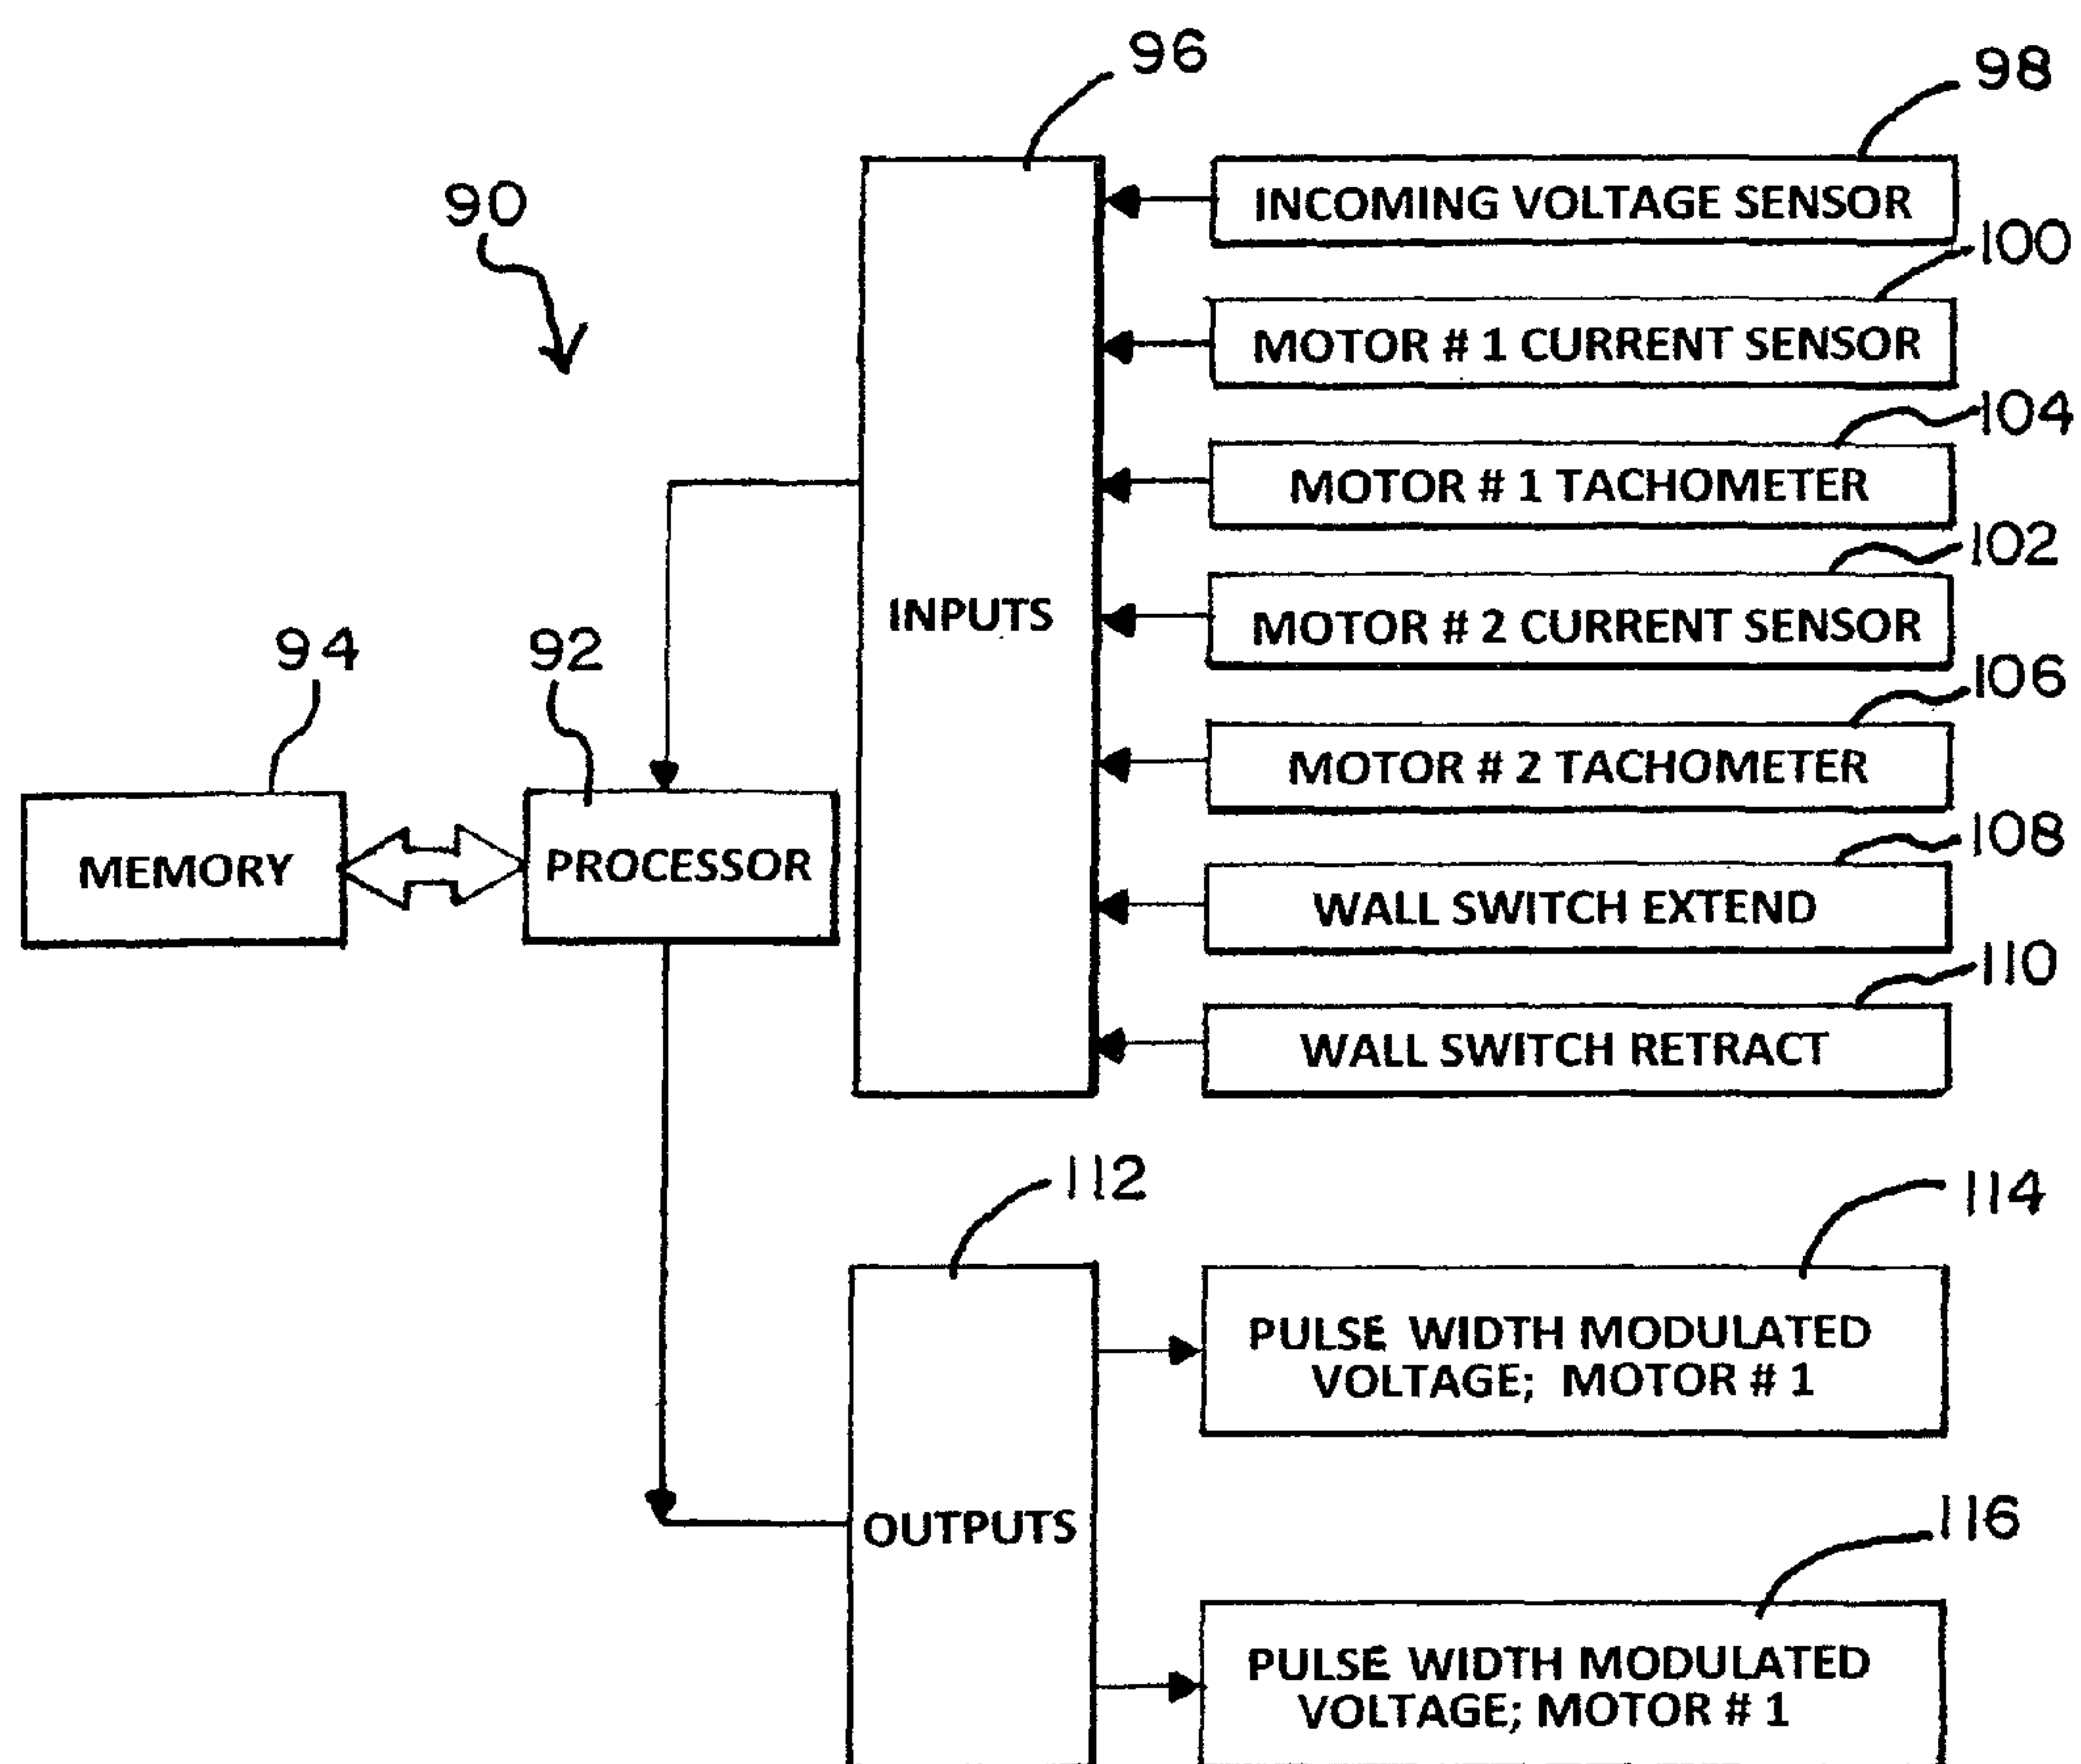 96
98
90
INCOMING VOLTAGE SENSOR
100
MOTOR # 1 CURRENT SENSOR
104
MOTOR # 1 TACHOMETER
102
INPUTS
MOTOR # 2 CURRENT SENSOR
94
92
106
MOTOR # 2 TACHOMETER
108
MEMORY
PROCESSOR
WALL SWITCH EXTEND
110
WALL SWITCH RETRACT
112
114
PULSE WIDTH MODULATED
VOLTAGE; MOTOR # 1
OUTPUTS
116
PULSE WIDTH MODULATED
VOLTAGE; MOTOR # 1